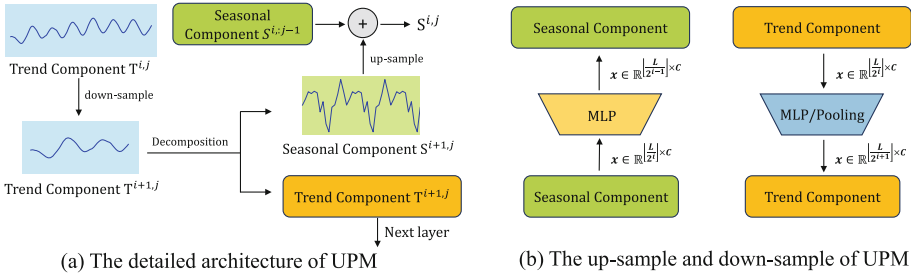 Trend Component T^{i,j}
down-sample
Trend Component T^{i+1,j}
Decomposition
Seasonal
Component S^{i,:j−1}
+
S^{i,j}
up-sample
Seasonal Component S^{i+1,j}
Trend Component T^{i+1,j}
Next layer
(a) The detailed architecture of UPM
Seasonal Component
x ∈ ℝ^{⌊L/2^{i−1}⌋×C}
MLP
x ∈ ℝ^{⌊L/2^{i}⌋×C}
Seasonal Component
Trend Component
x ∈ ℝ^{⌊L/2^{i}⌋×C}
MLP/Pooling
x ∈ ℝ^{⌊L/2^{i+1}⌋×C}
Trend Component
(b) The up-sample and down-sample of UPM